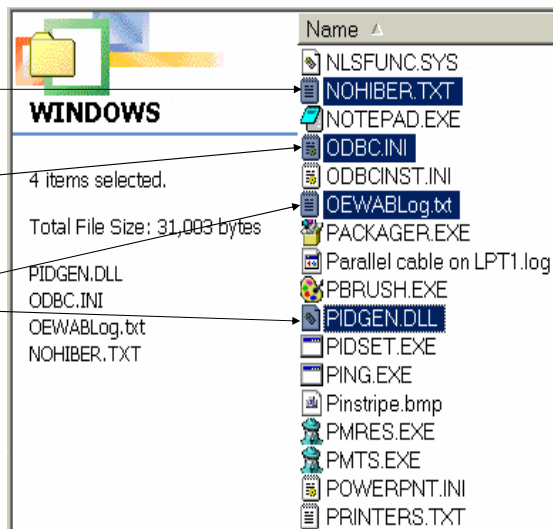 WINDOWS
4 items selected.
Total File Size: 31,003 bytes
PIDGEN.DLL
ODBC.INI
OEWABLog.txt
NOHIBER.TXT
Name
NLSFUNC.SYS
NOHIBER.TXT
NOTEPAD.EXE
ODBC.INI
ODBCINST.INI
OEWABLog.txt
PACKAGER.EXE
Parallel cable on LPT1.log
PBRUSH.EXE
PIDGEN.DLL
PIDSET.EXE
PING.EXE
Pinstripe.bmp
PMRES.EXE
PMTS.EXE
POWERPNT.INI
PRINTERS.TXT